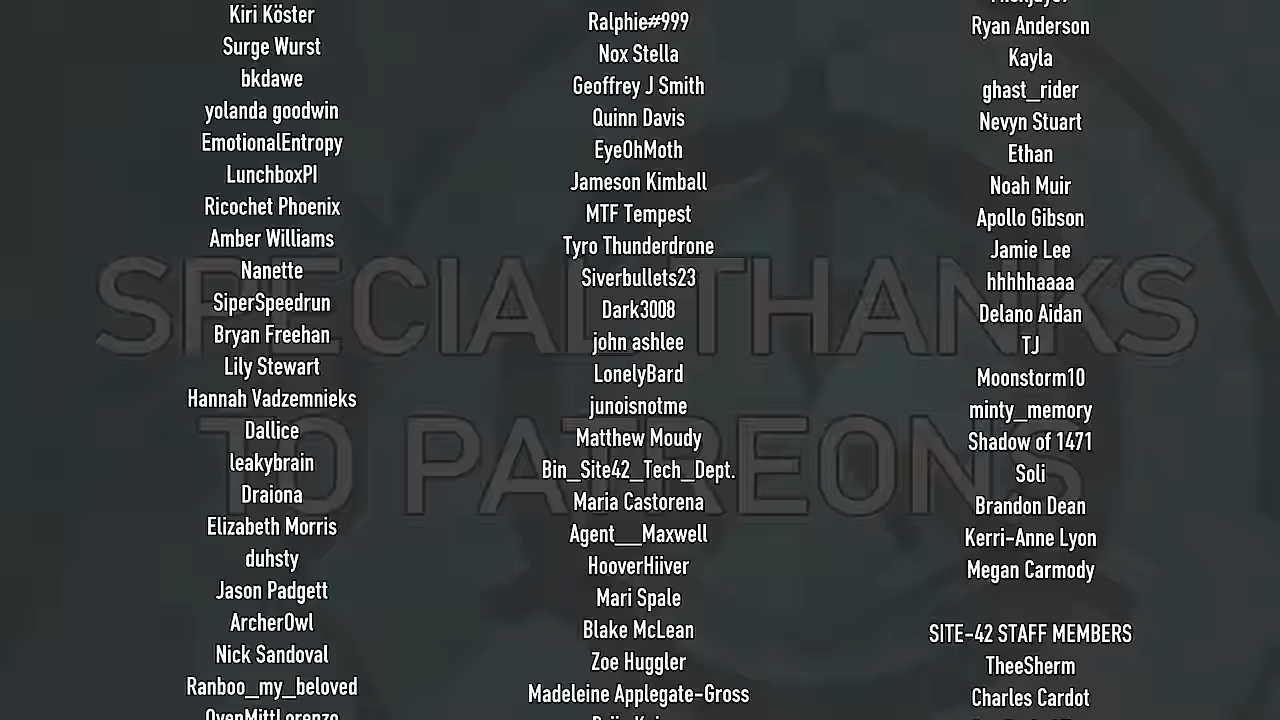 SPECIAL THANKS
TO PATREONS
Kiri Köster
Surge Wurst
bkdawe
yolanda goodwin
EmotionalEntropy
LunchboxPI
Ricochet Phoenix
Amber Williams
Nanette
SiperSpeedrun
Bryan Freehan
Lily Stewart
Hannah Vadzemnieks
Dallice
leakybrain
Draiona
Elizabeth Morris
duhsty
Jason Padgett
ArcherOwl
Nick Sandoval
Ranboo_my_beloved
OvenMittLorenzo
Ralphie#999
Nox Stella
Geoffrey J Smith
Quinn Davis
EyeOhMoth
Jameson Kimball
MTF Tempest
Tyro Thunderdrone
Siverbullets23
Dark3008
john ashlee
LonelyBard
junoisnotme
Matthew Moudy
Bin_Site42_Tech_Dept.
Maria Castorena
Agent__Maxwell
HooverHiiver
Mari Spale
Blake McLean
Zoe Huggler
Madeleine Applegate-Gross
Ryan Anderson
Kayla
ghast_rider
Nevyn Stuart
Ethan
Noah Muir
Apollo Gibson
Jamie Lee
hhhhhaaaa
Delano Aidan
TJ
Moonstorm10
minty_memory
Shadow of 1471
Soli
Brandon Dean
Kerri-Anne Lyon
Megan Carmody
SITE-42 STAFF MEMBERS
TheeSherm
Charles Cardot